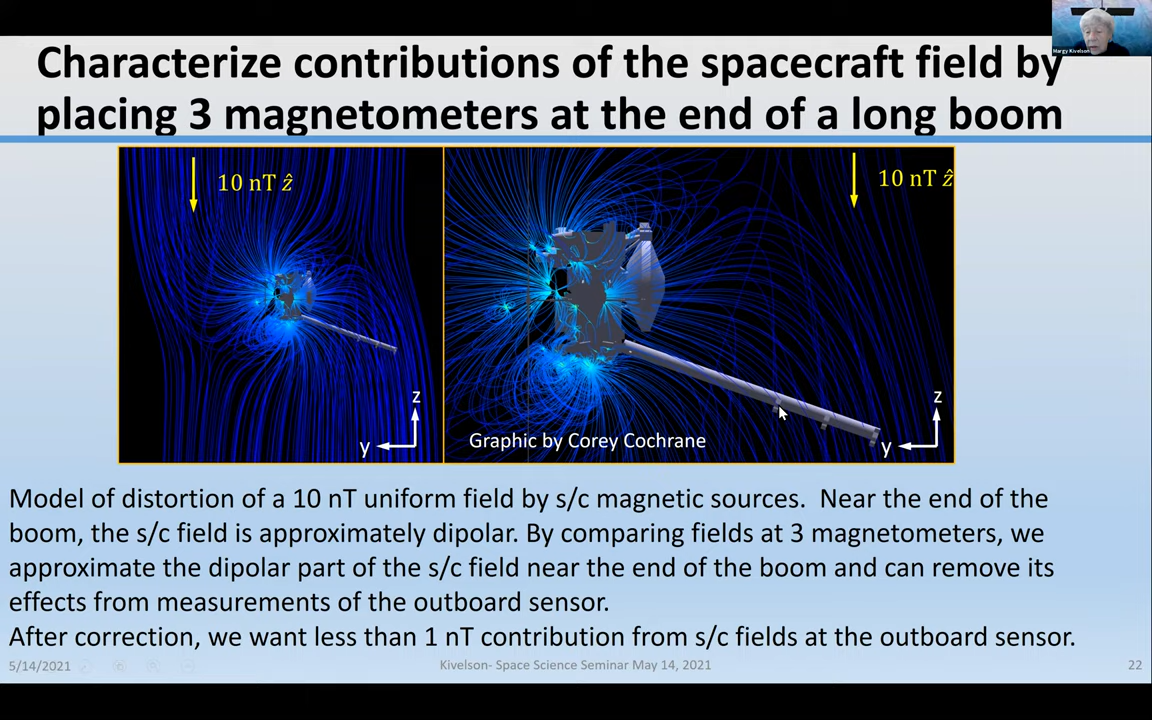 Characterize contributions of the spacecraft field by
placing 3 magnetometers at the end of a long boom
Margy Kivelson
10 nT ẑ
10 nT ẑ
z
y
z
y
Graphic by Corey Cochrane
Model of distortion of a 10 nT uniform field by s/c magnetic sources.  Near the end of the
boom, the s/c field is approximately dipolar. By comparing fields at 3 magnetometers, we
approximate the dipolar part of the s/c field near the end of the boom and can remove its
effects from measurements of the outboard sensor.
After correction, we want less than 1 nT contribution from s/c fields at the outboard sensor.
5/14/2021
Kivelson- Space Science Seminar May 14, 2021
22